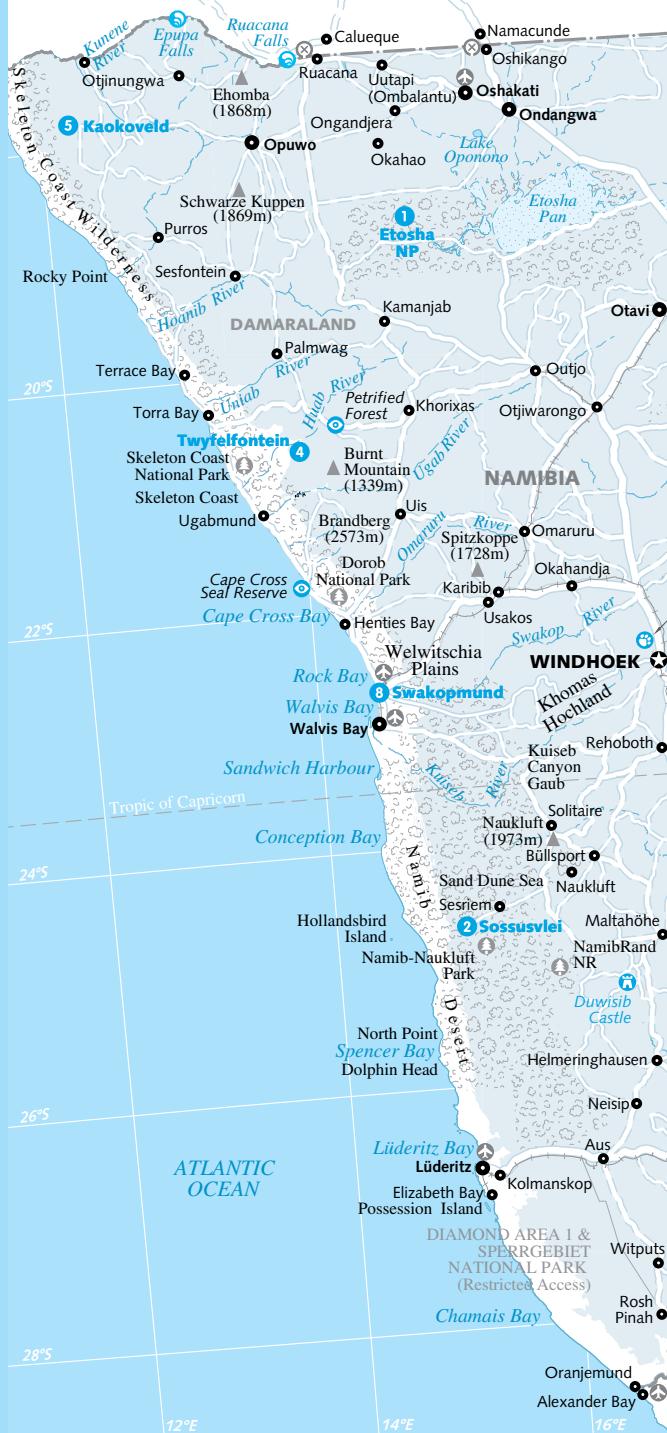 Ruacana
Falls
Epupa
Falls
Calueque
Namacunde
Kunene
River
Oshikango
Otjinungwa
Ruacana
Uutapi
(Ombalantu)
Ehomba
(1868m)
Oshakati
Ongandjera
Ondangwa
5 Kaokoveld
Opuwo
Okahao
Lake
Oponono
Skeleton Coast Wilderness
Schwarze Kuppen
(1869m)
Etosha
Pan
1
Etosha
NP
Purros
Rocky Point
Sesfontein
Hoanib River
Kamanjab
Otavi
DAMARALAND
Palmwag
Terrace Bay
Outjo
20°S
Uniab
River
Huab River
Petrified
Forest
Khorixas
Otjiwarongo
Torra Bay
Twyfelfontein
4
Ugab River
Skeleton Coast
National Park
Burnt
Mountain
(1339m)
NAMIBIA
Skeleton Coast
Ugabmund
Brandberg
(2573m)
Uis
Omaruru
River
Omaruru
Spitzkoppe
(1728m)
Dorob
National Park
Okahandja
Cape Cross
Seal Reserve
Karibib
Usakos
Cape Cross Bay
Henties Bay
22°S
Swakop
River
Welwitschia
Plains
WINDHOEK
Rock Bay
8 Swakopmund
Khomas
Hochland
Walvis Bay
Walvis Bay
Rehoboth
Kuiseb
Canyon
Gaub
Sandwich Harbour
Kuiseb
River
Tropic of Capricorn
Solitaire
Naukluft
(1973m)
Conception Bay
Büllsport
Namib
Desert
24°S
Sand Dune Sea
Naukluft
Sesriem
Hollandsbird
Island
2 Sossusvlei
Maltahöhe
Namib-Naukluft
Park
NamibRand
NR
Duwisib
Castle
North Point
Spencer Bay
Dolphin Head
Helmeringhausen
Neisip
26°S
Lüderitz Bay
Aus
Lüderitz
ATLANTIC
OCEAN
Kolmanskop
Elizabeth Bay
Possession Island
DIAMOND AREA 1 &
SPERRGEBIET
NATIONAL PARK
(Restricted Access)
Witputs
Rosh
Pinah
Chamais Bay
28°S
Oranjemund
Alexander Bay
12°E
14°E
16°E